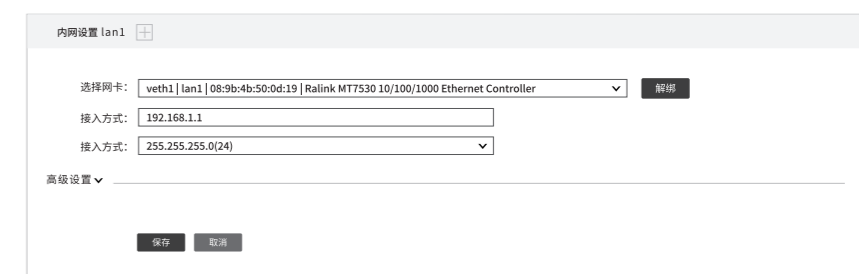 内网设置 lan1
选择网卡: veth1 | lan1 | 08:9b:4b:50:0d:19 | Ralink MT7530 10/100/1000 Ethernet Controller 解绑
接入方式: 192.168.1.1
接入方式: 255.255.255.0(24)
高级设置
保存 取消